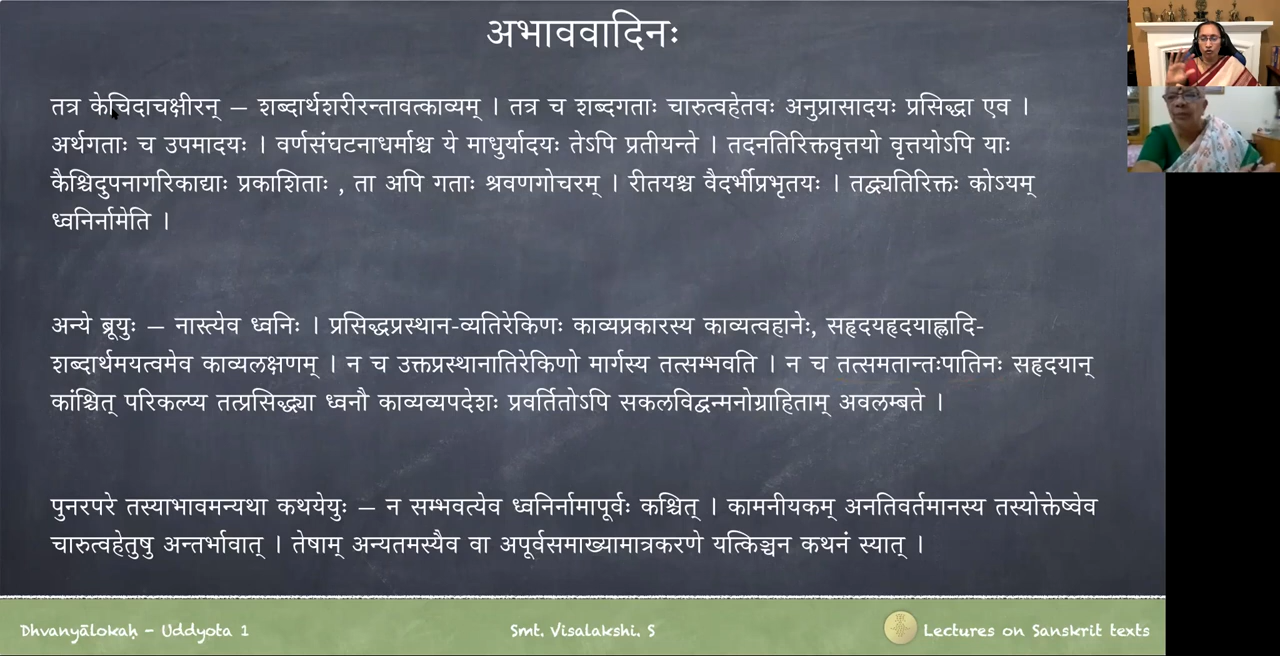 अभाववादिनः
तत्र केचिदाचक्षीरन् – शब्दार्थशरीरन्तावत्काव्यम् । तत्र च शब्दगताः चारुत्वहेतवः अनुप्रासादयः प्रसिद्धा एव ।
अर्थगताः च उपमादयः । वर्णसंघटनाधर्माश्च ये माधुर्यादयः तेऽपि प्रतीयन्ते । तदनतिरिक्तवृत्तयो वृत्तयोऽपि याः
कैश्चिदुपनागरिकाद्याः प्रकाशिताः , ता अपि गताः श्रवणगोचरम् । रीतयश्च वैदर्भीप्रभृतयः । तद्व्यतिरिक्तः कोऽयम्
ध्वनिर्नामेति ।
अन्ये ब्रूयुः – नास्त्येव ध्वनिः । प्रसिद्धप्रस्थान-व्यतिरेकिणः काव्यप्रकारस्य काव्यत्वहानेः, सहृदयहृदयाह्लादि-
शब्दार्थमयत्वमेव काव्यलक्षणम् । न च उक्तप्रस्थानातिरेकिणो मार्गस्य तत्सम्भवति । न च तत्समतान्तःपातिनः सहृदयान्
कांश्चित् परिकल्प्य तत्प्रसिद्ध्या ध्वनौ काव्यव्यपदेशः प्रवर्तितोऽपि सकलविद्वन्मनोग्राहिताम् अवलम्बते ।
पुनरपरे तस्याभावमन्यथा कथयेयुः – न सम्भवत्येव ध्वनिर्नामापूर्वः कश्चित् । कामनीयकम् अनतिवर्तमानस्य तस्योक्तेष्वेव
चारुत्वहेतुषु अन्तर्भावात् । तेषाम् अन्यतमस्यैव वा अपूर्वसमाख्यामात्रकरणे यत्किञ्चन कथनं स्यात् ।
Dhvanyālokaḥ - Uddyota 1
Smt. Visalakshi. S
Lectures on Sanskrit texts